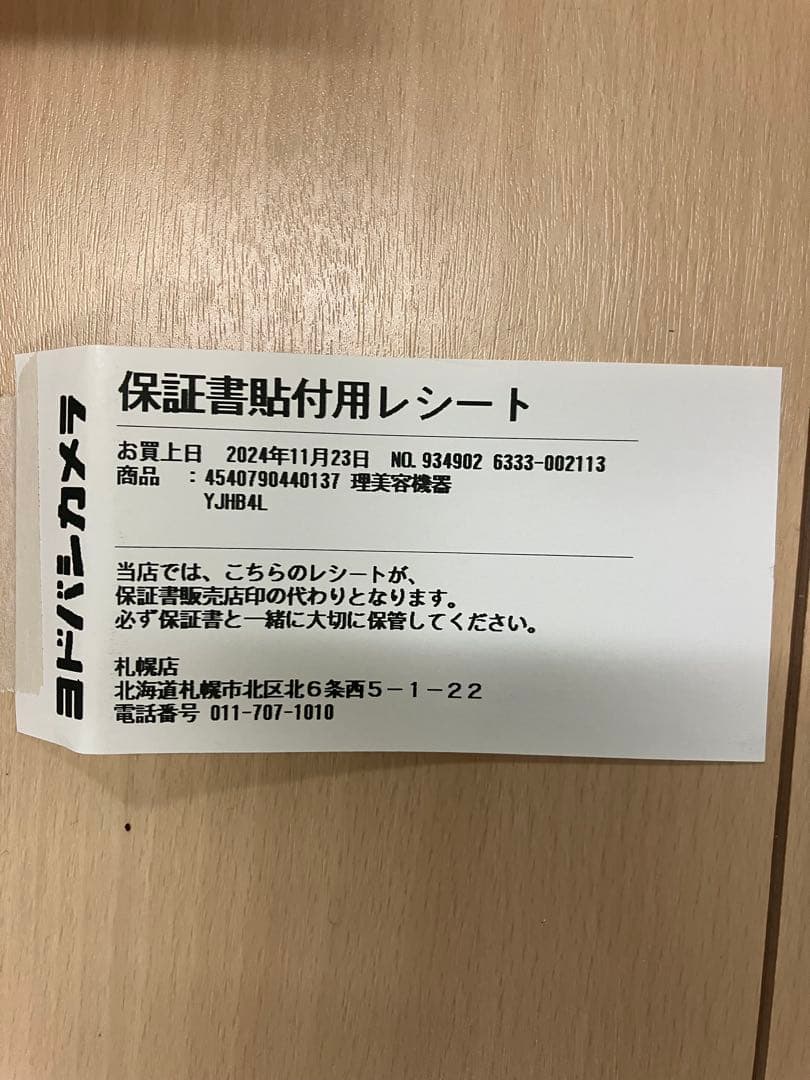 ヨドバシカメラ
保証書貼付用レシート
お買上日　2024年11月23日　NO. 934902 6333-002113
商品　：4540790440137 理美容機器
YJHB4L
当店では、こちらのレシートが、
保証書販売店印の代わりとなります。
必ず保証書と一緒に大切に保管してください。
札幌店
北海道札幌市北区北６条西５－１－２２
電話番号 011-707-1010